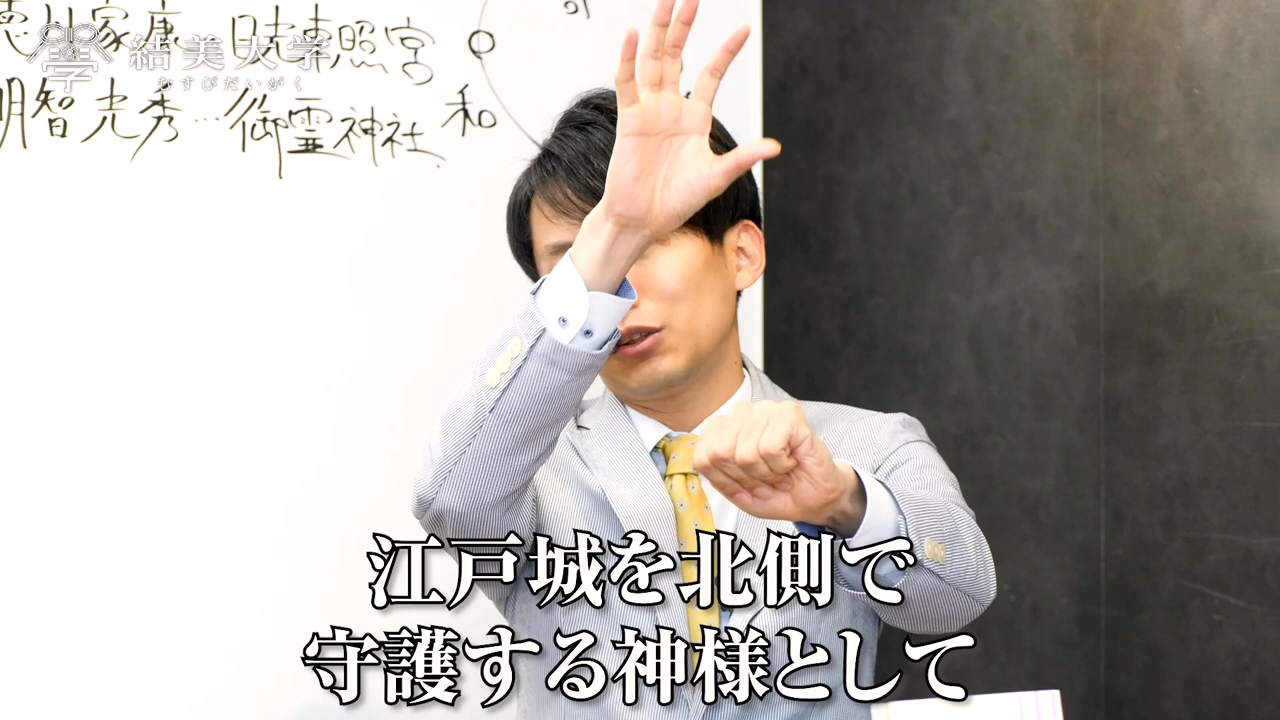 徳川家康…日光東照宮
結美大学
むすびだいがく
明智光秀…御霊神社
和
江戸城を北側で
守護する神様として